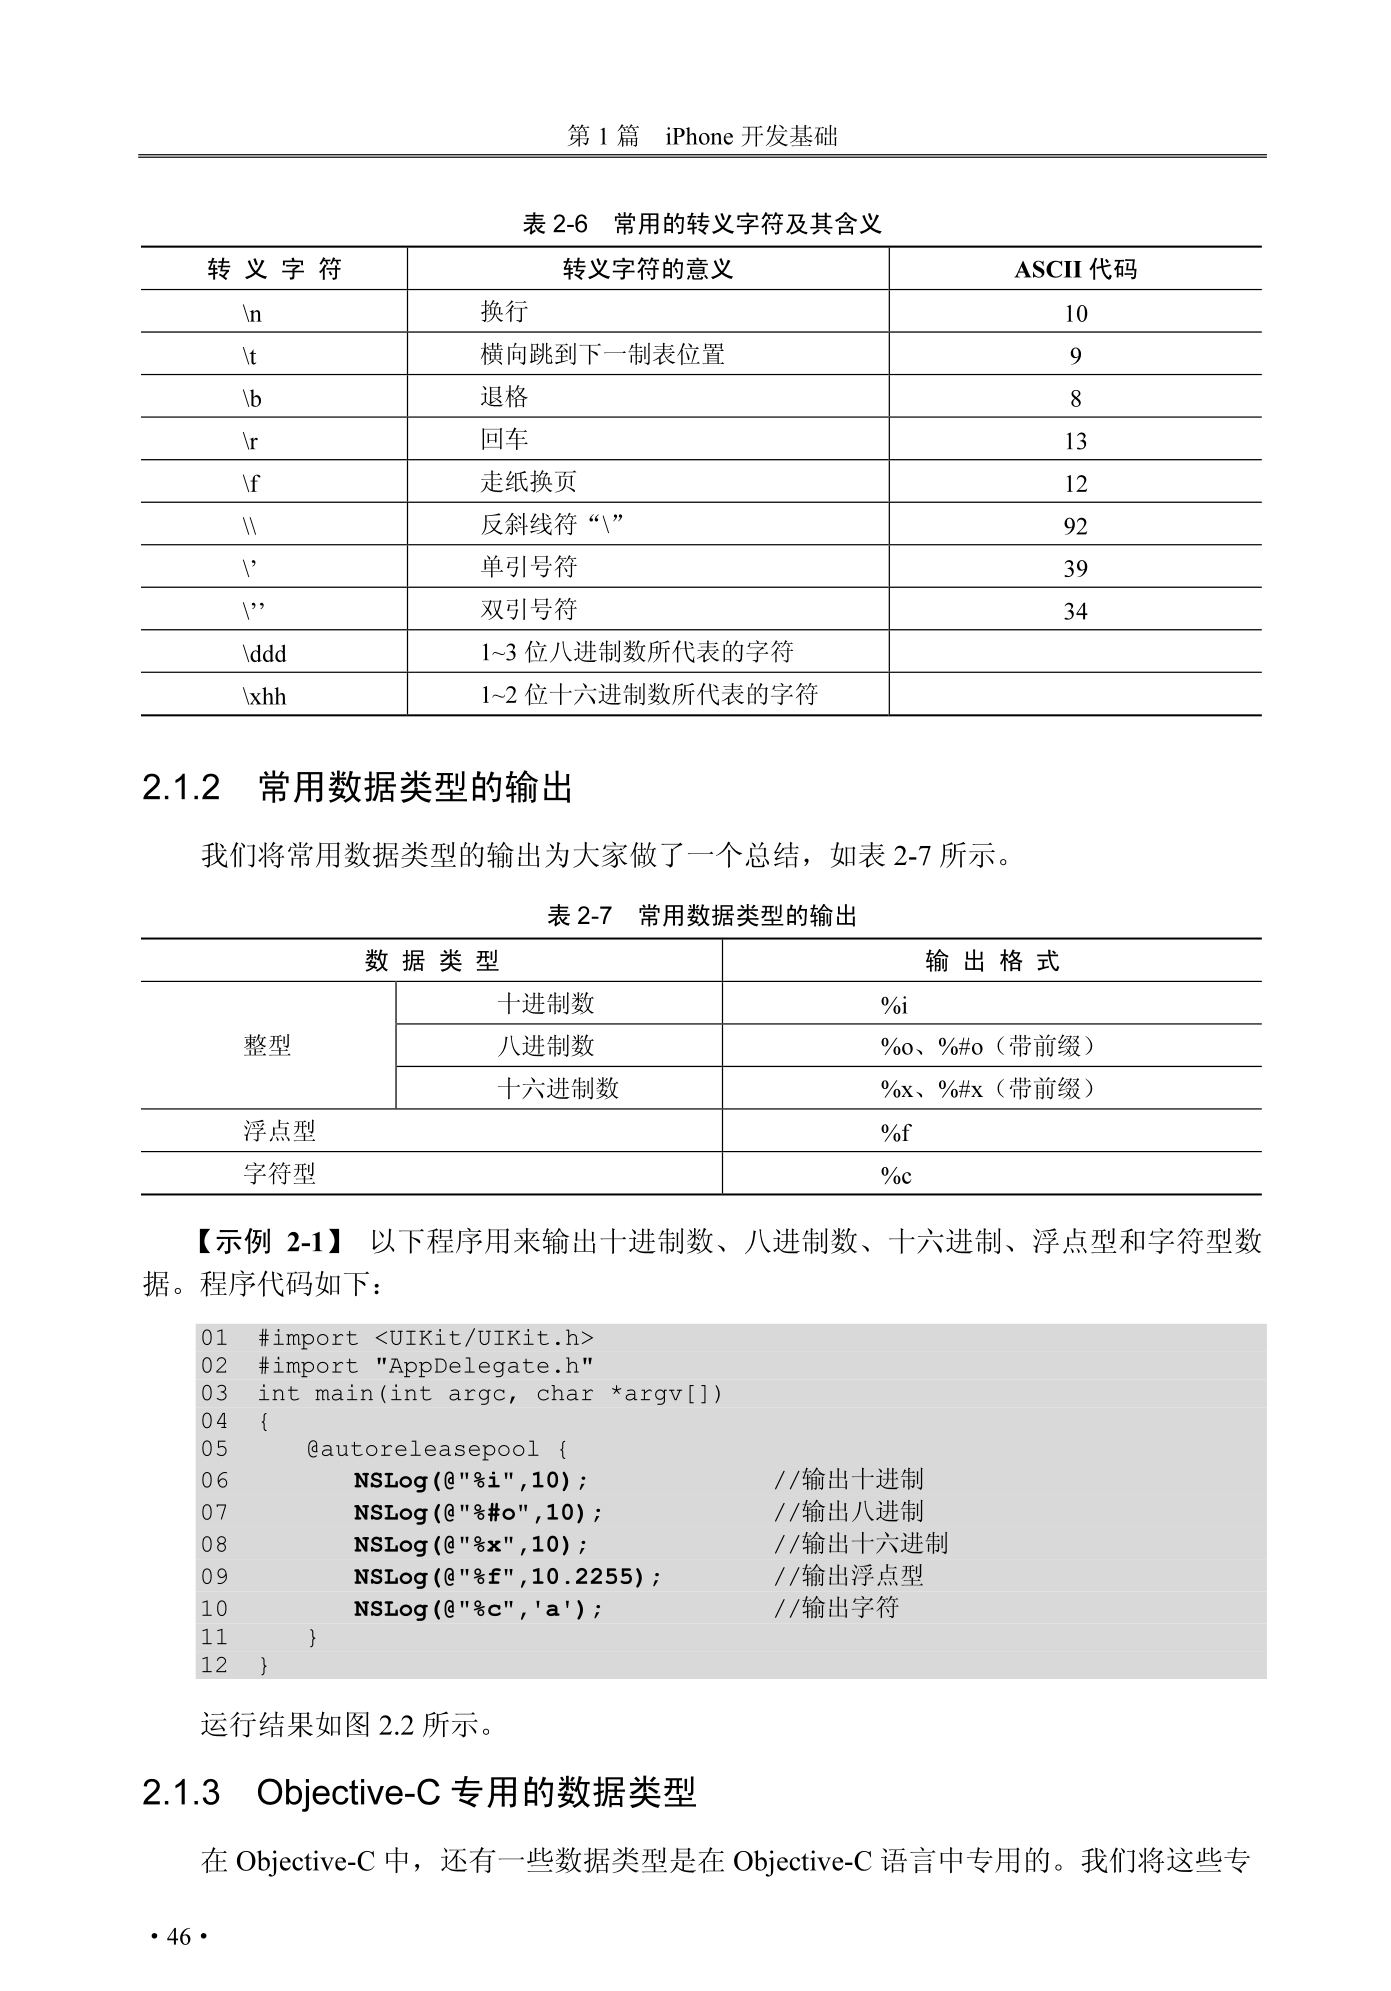 第 1 篇　iPhone 开发基础
表 2-6　常用的转义字符及其含义
转 义 字 符　转义字符的意义　ASCII 代码
\n　换行　10
\t　横向跳到下一制表位置　9
\b　退格　8
\r　回车　13
\f　走纸换页　12
\\　反斜线符“\”　92
\’　单引号符　39
\’’　双引号符　34
\ddd　1~3 位八进制数所代表的字符
\xhh　1~2 位十六进制数所代表的字符
2.1.2　常用数据类型的输出
我们将常用数据类型的输出为大家做了一个总结，如表 2-7 所示。
表 2-7　常用数据类型的输出
数 据 类 型　输 出 格 式
十进制数　%i
整型　八进制数　%o、%#o（带前缀）
十六进制数　%x、%#x（带前缀）
浮点型　%f
字符型　%c
【示例 2-1】 以下程序用来输出十进制数、八进制数、十六进制、浮点型和字符型数
据。程序代码如下：
01  #import <UIKit/UIKit.h>
02  #import "AppDelegate.h"
03  int main(int argc, char *argv[])
04  {
05     @autoreleasepool {
06        NSLog(@"%i",10);            //输出十进制
07        NSLog(@"%#o",10);           //输出八进制
08        NSLog(@"%x",10);            //输出十六进制
09        NSLog(@"%f",10.2255);       //输出浮点型
10        NSLog(@"%c",'a');           //输出字符
11     }
12  }
运行结果如图 2.2 所示。
2.1.3　Objective-C 专用的数据类型
在 Objective-C 中，还有一些数据类型是在 Objective-C 语言中专用的。我们将这些专
• 46 •